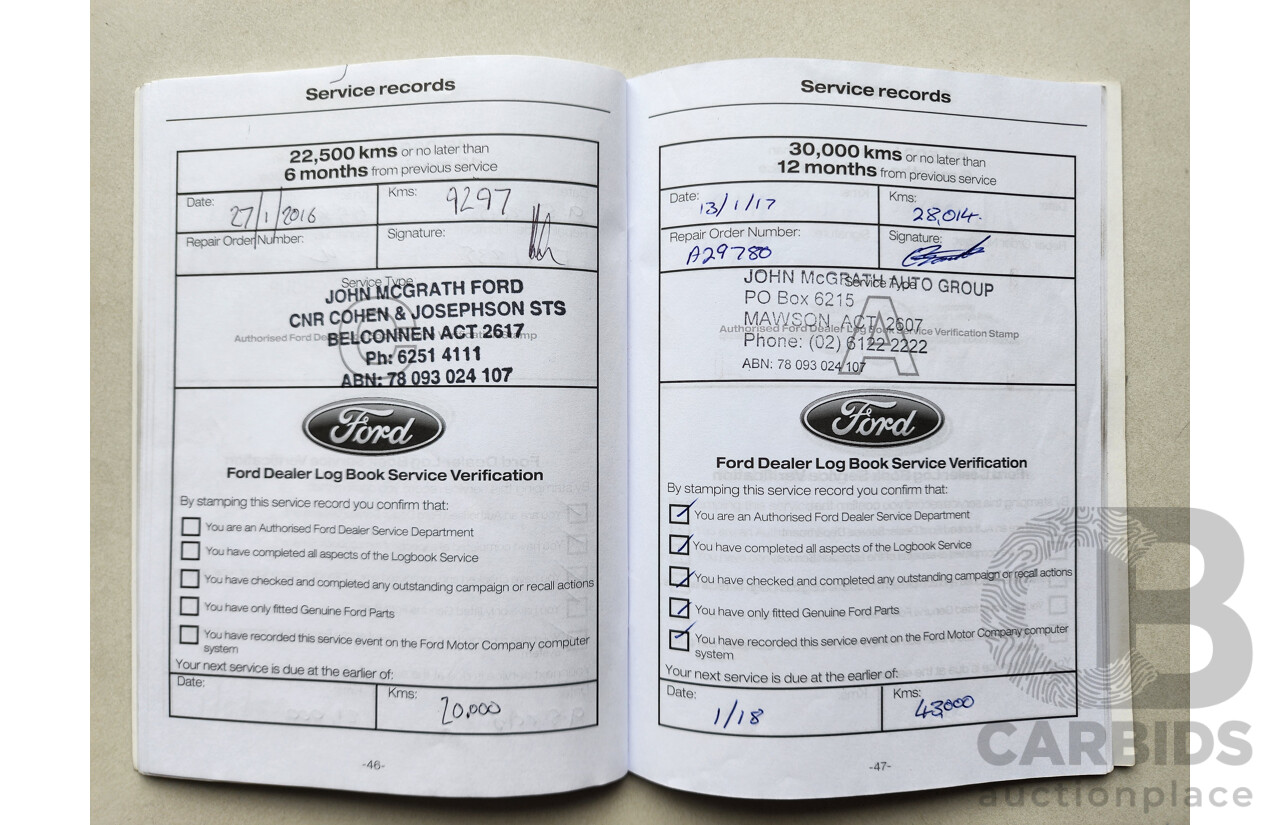 Service records
22,500 kms or no later than
6 months from previous service
Date: 27/1/2016
Kms: 9297
Repair Order Number:
Signature:
Service Type
C
JOHN MCGRATH FORD
CNR COHEN & JOSEPHSON STS
BELCONNEN ACT 2617
Ph: 6251 4111
ABN: 78 093 024 107
Ford
Ford Dealer Log Book Service Verification
By stamping this service record you confirm that:
You are an Authorised Ford Dealer Service Department
You have completed all aspects of the Logbook Service
You have checked and completed any outstanding campaign or recall actions
You have only fitted Genuine Ford Parts
You have recorded this service event on the Ford Motor Company computer
system
Your next service is due at the earlier of:
Date:
Kms: 20,000
-46-
Service records
30,000 kms or no later than
12 months from previous service
Date: 13/1/17
Kms: 28,014.
Repair Order Number: A29780
Signature:
Service Type
A
JOHN McGRATH AUTO GROUP
PO Box 6215
MAWSON ACT 2607
Authorised Ford Dealer Log Book Service Verification Stamp
Phone: (02) 6122 2222
ABN: 78 093 024 107
Ford
Ford Dealer Log Book Service Verification
By stamping this service record you confirm that:
You are an Authorised Ford Dealer Service Department
You have completed all aspects of the Logbook Service
You have checked and completed any outstanding campaign or recall actions
You have only fitted Genuine Ford Parts
You have recorded this service event on the Ford Motor Company computer
system
Your next service is due at the earlier of:
Date: 1/18
Kms: 43,000
-47-
CB
CARBIDS
auctionplace